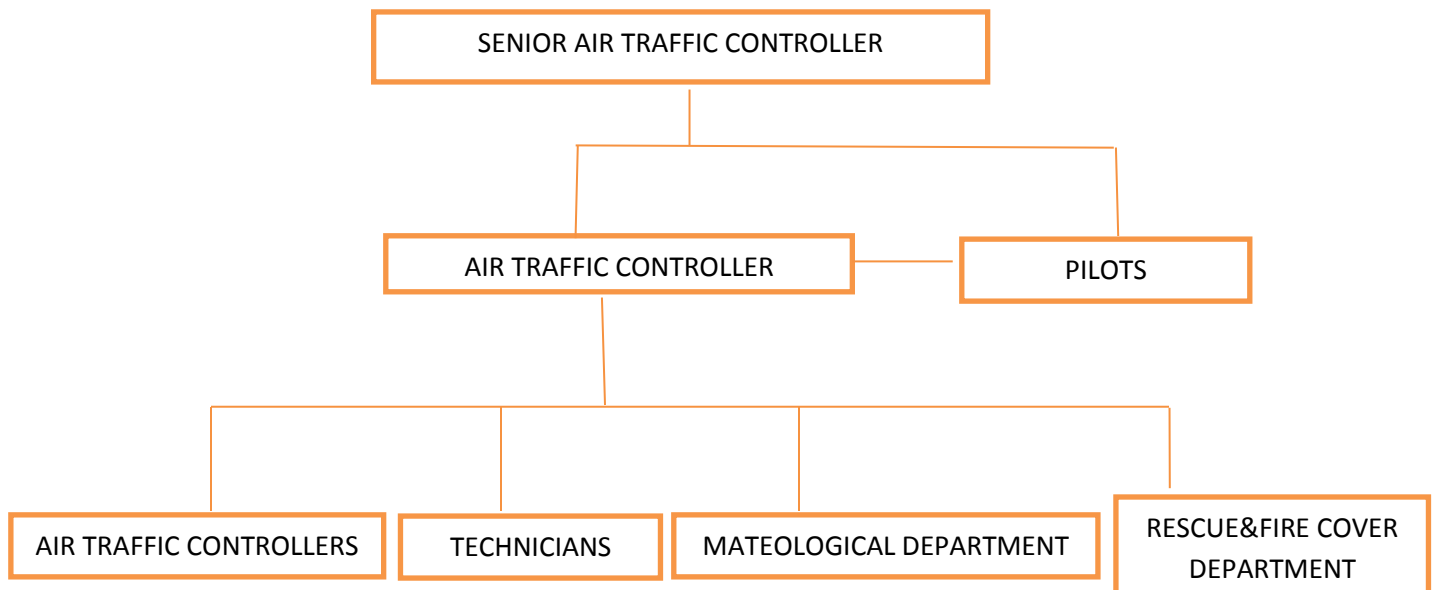 SENIOR AIR TRAFFIC CONTROLLER
AIR TRAFFIC CONTROLLER
PILOTS
AIR TRAFFIC CONTROLLERS
TECHNICIANS
MATEOLOGICAL DEPARTMENT
RESCUE&FIRE COVER
DEPARTMENT